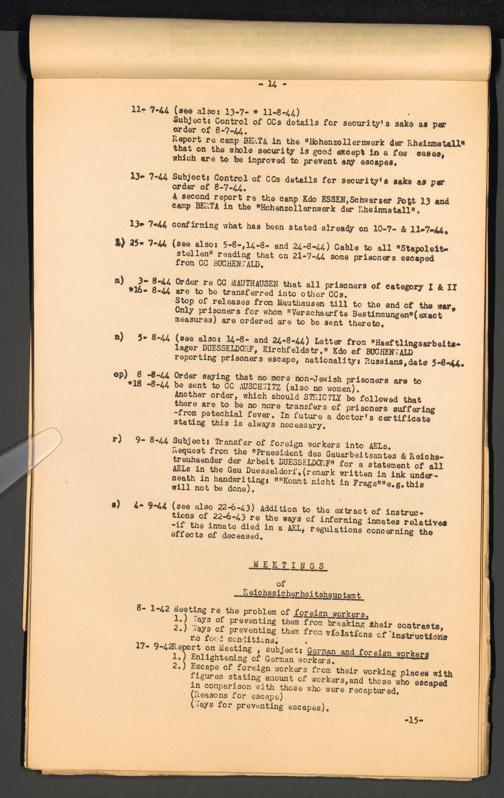 - 14 -
11- 7-44 (see also: 13-7- * 11-8-44)
Subject: Control of CCs details for security's sake as per
order of 8-7-44.
Report re camp BERTA in the "Hohenzollernwerk der Rheinmetall"
that on the whole security is good except in a few cases,
which are to be improved to prevent any escapes.
13- 7-44 Subject: Control of CCs details for security's sake as per
order of 8-7-44.
A second report re the camp Kdo ESSEN,Schwarzer Pott 13 and
camp BERTA in the "Hohenzollernwerk der Rheinmetall".
13- 7-44 confirming what has been stated already on 10-7- & 11-7-44.
l) 25- 7-44 (see also: 5-8-,14-8- and 24-8-44) Cable to all "Stapoleit-
stellen" reading that on 21-7-44 some prisoners escaped
from CC BUCHENWALD.
m) 3- 8-44 Order re CC MAUTHAUSEN that all prisoners of category I & II
*16- 8-44 are to be transferred into other CCs.
Stop of releases from Mauthausen till to the end of the war.
Only prisoners for whom "Verschaerfte Bestimmungen"(exact
measures) are ordered are to be sent thereto.
n) 5- 8-44 (see also: 14-8- and 24-8-44) Letter from "Haeftlingsarbeits-
lager DUESSELDORF, Kirchfeldstr." Kdo of BUCHENWALD
reporting prisoners escape, nationality: Russians,date 5-8-44.
op) 8 -8-44 Order saying that no more non-Jewish prisoners are to
*18 -8-44 be sent to CC AUSCHWITZ (also no women).
Another order, which should STRICTLY be followed that
there are to be no more transfers of prisoners suffering
-from petechial fever. In future a doctor's certificate
stating this is always necessary.
r) 9- 8-44 Subject: Transfer of foreign workers into AELs.
Request from the "Praesident des Gauarbeitsamtes & Reichs-
treuhaender der Arbeit DUESSELDORF" for a statement of all
AELs in the Gau Duesseldorf.(remark written in ink under-
neath in handwriting: ""Kommt nicht in Frage""e.g.this
will not be done).
s) 4- 9-44 (see also 22-6-43) Addition to the extract of instruc-
tions of 22-6-43 re the ways of informing inmates relatives
-if the inmate died in a AEL, regulations concerning the
effects of deceased.
M E E T I N G S
of
Reichssicherheitshauptamt
8- 1-42 Meeting re the problem of foreign workers.
1.) Ways of preventing them from breaking their contracts,
2.) Ways of preventing them from violations of instructions
re food conditions.
17- 9-42Report on Meeting , subject: German and foreign workers
1.) Enlightening of German workers.
2.) Escape of foreign workers from their working places with
figures stating amount of workers,and those who escaped
in comparison with those who were recaptured.
(Reasons for escape)
(Ways for preventing escapes).
-15-